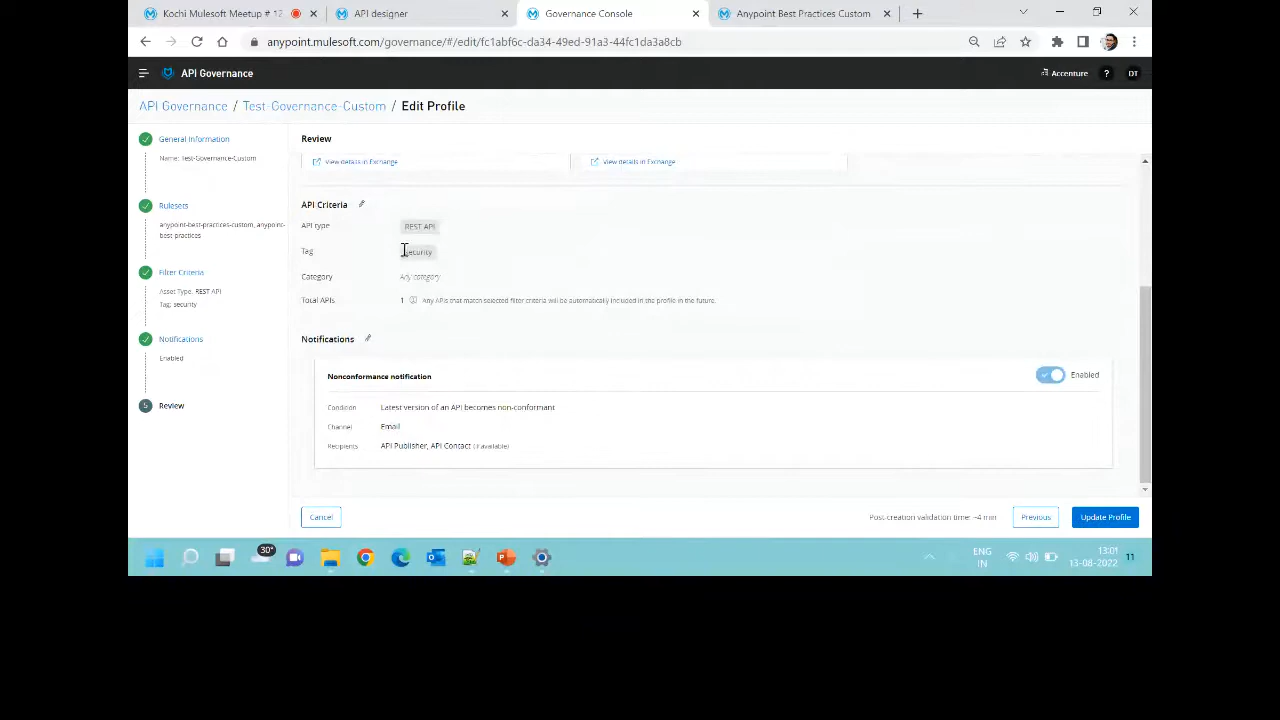 Kochi Mulesoft Meetup # 12
API designer
Governance Console
Anypoint Best Practices Custom
anypoint.mulesoft.com/governance/#/edit/fc1abf6c-da34-49ed-91a3-44fc1da3a8cb
API Governance
Accenture
?
DT
API Governance / Test-Governance-Custom / Edit Profile
General Information
Name: Test-Governance-Custom
Rulesets
anypoint-best-practices-custom, anypoint-
best-practices
Filter Criteria
Asset Type: REST API
Tag: security
Notifications
Enabled
5
Review
Review
View details in Exchange
View details in Exchange
API Criteria
API type
REST API
Tag
security
Category
Any category
Total APIs
1
Any APIs that match selected filter criteria will be automatically included in the profile in the future.
Notifications
Nonconformance notification
Enabled
Condition
Latest version of an API becomes non-conformant
Channel
Email
Recipients
API Publisher, API Contact (if available)
Cancel
Post-creation validation time: ~4 min
Previous
Update Profile
30°
ENG
IN
13:01
13-08-2022
11